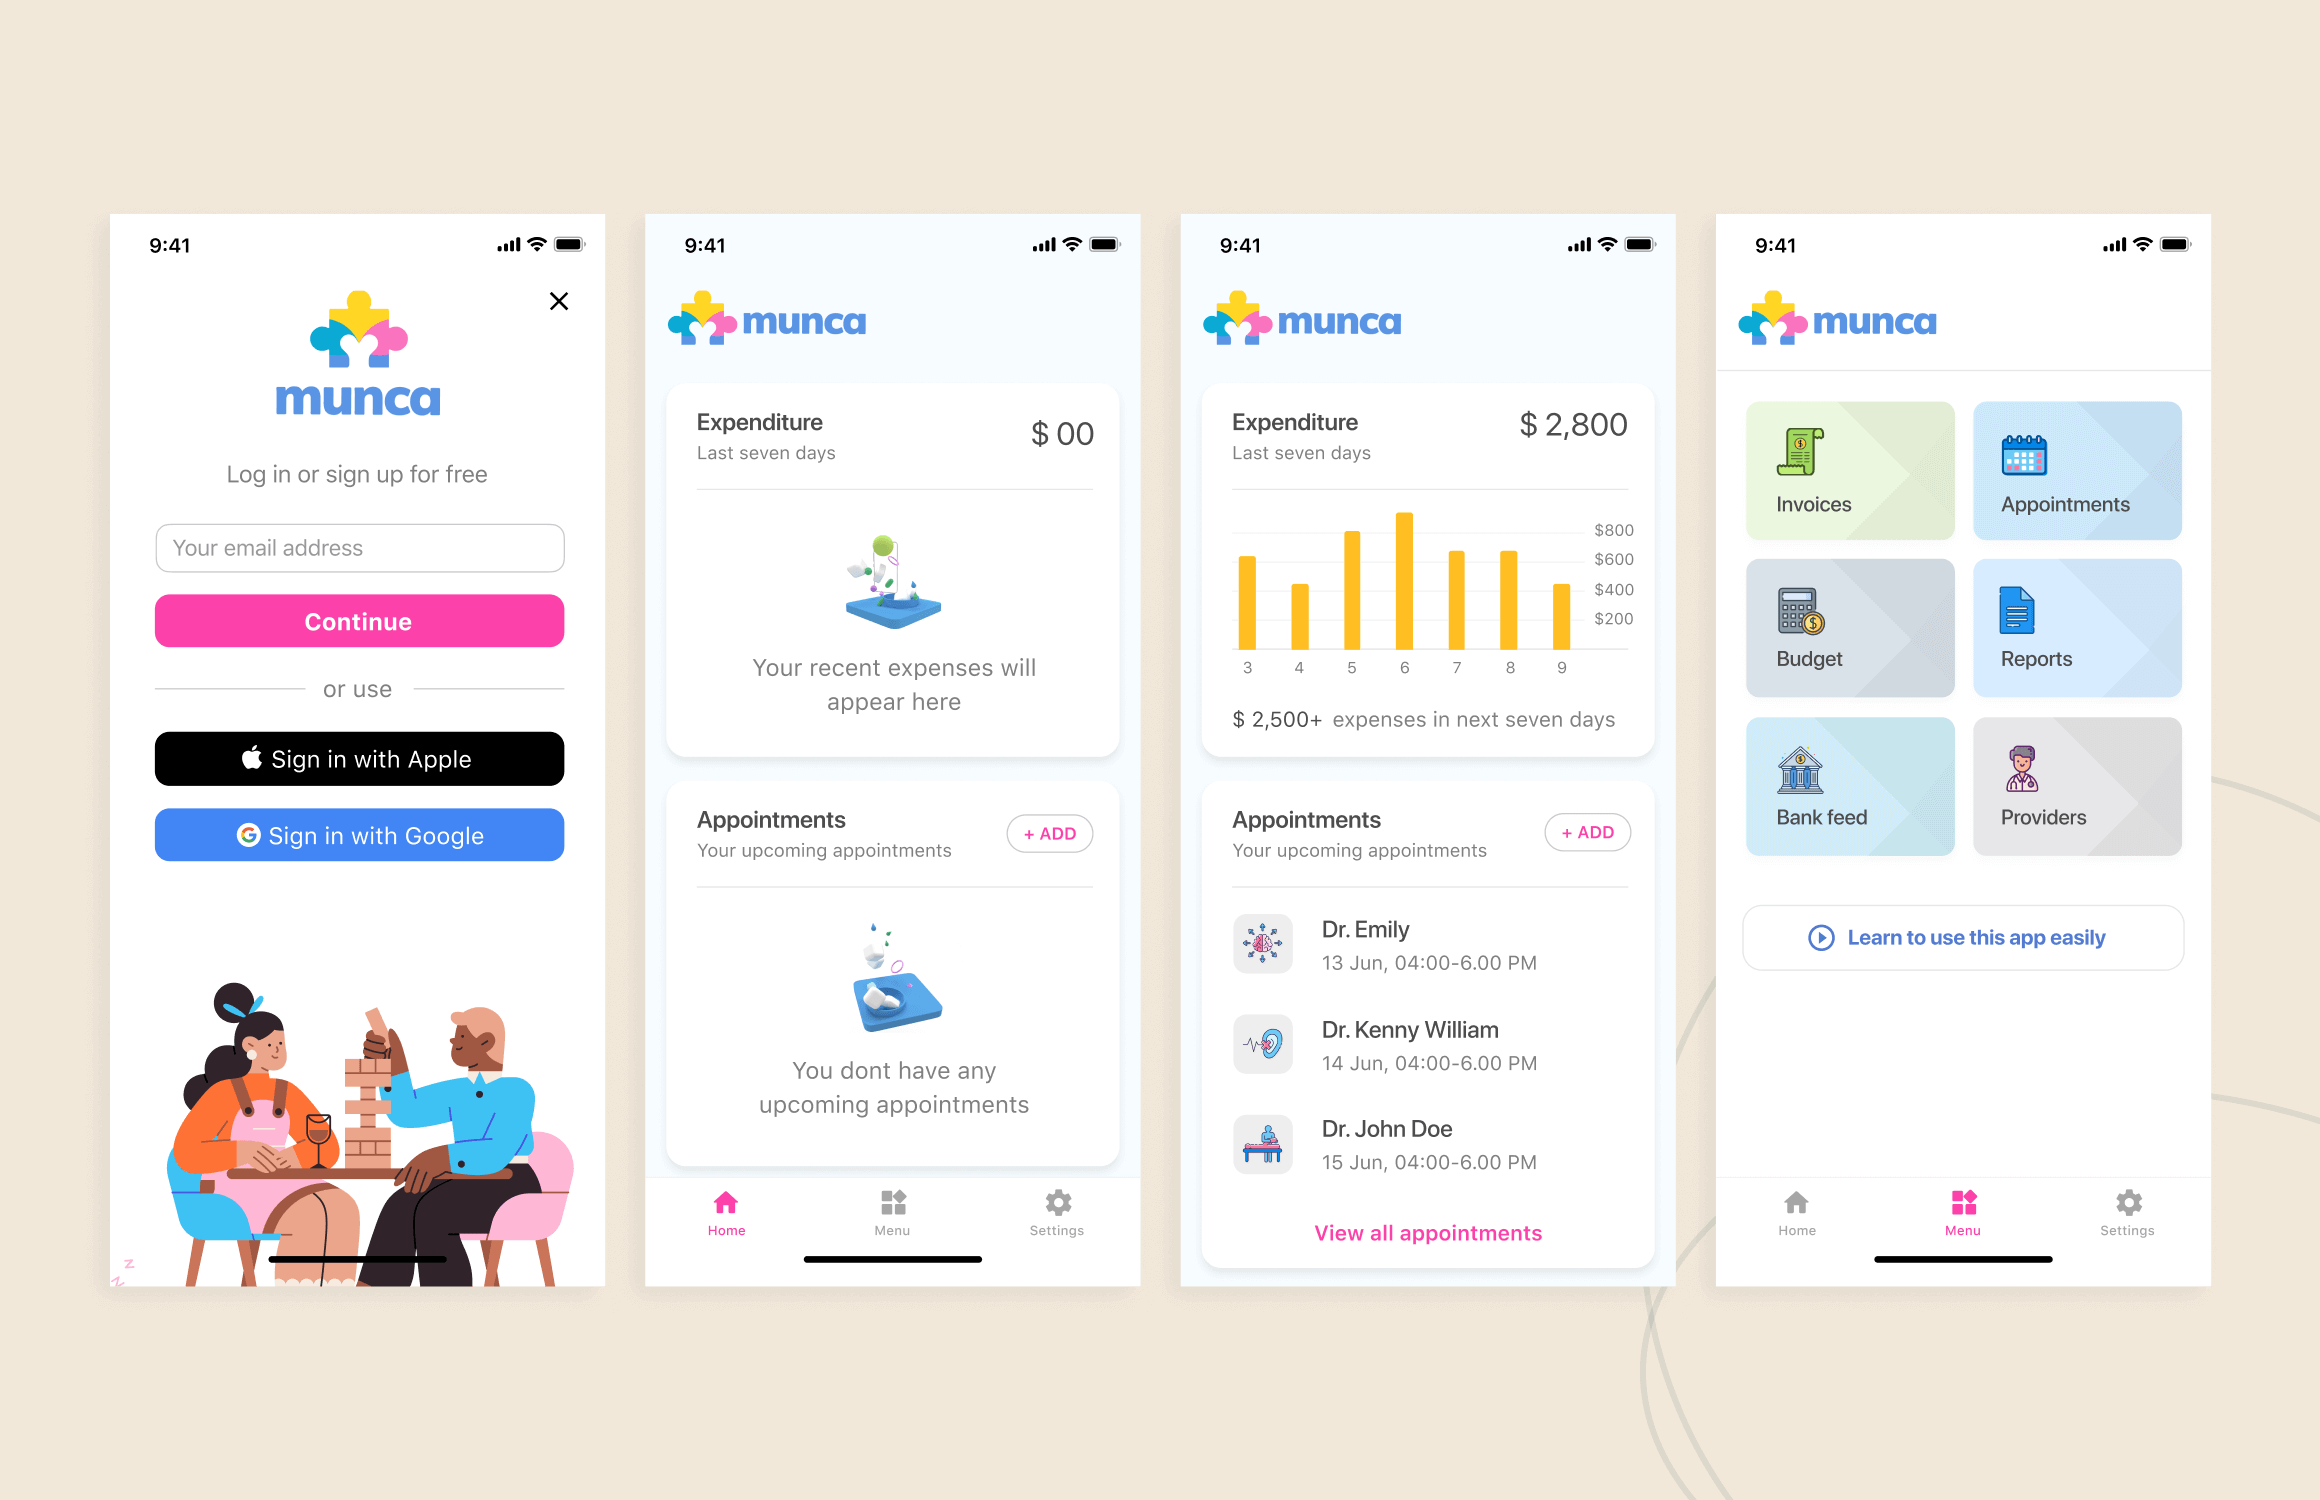 9:41
munca
Log in or sign up for free
Your email address
Continue
or use
Sign in with Apple
Sign in with Google
z
z
9:41
munca
Expenditure
Last seven days
$ 00
Your recent expenses will
appear here
Appointments
Your upcoming appointments
+ ADD
You dont have any
upcoming appointments
Home
Menu
Settings
9:41
munca
Expenditure
Last seven days
$ 2,800
$800
$600
$400
$200
3 4 5 6 7 8 9
$ 2,500+ expenses in next seven days
Appointments
Your upcoming appointments
+ ADD
Dr. Emily
13 Jun, 04:00-6.00 PM
Dr. Kenny William
14 Jun, 04:00-6.00 PM
Dr. John Doe
15 Jun, 04:00-6.00 PM
View all appointments
9:41
munca
Invoices
Appointments
Budget
Reports
Bank feed
Providers
Learn to use this app easily
Home
Menu
Settings